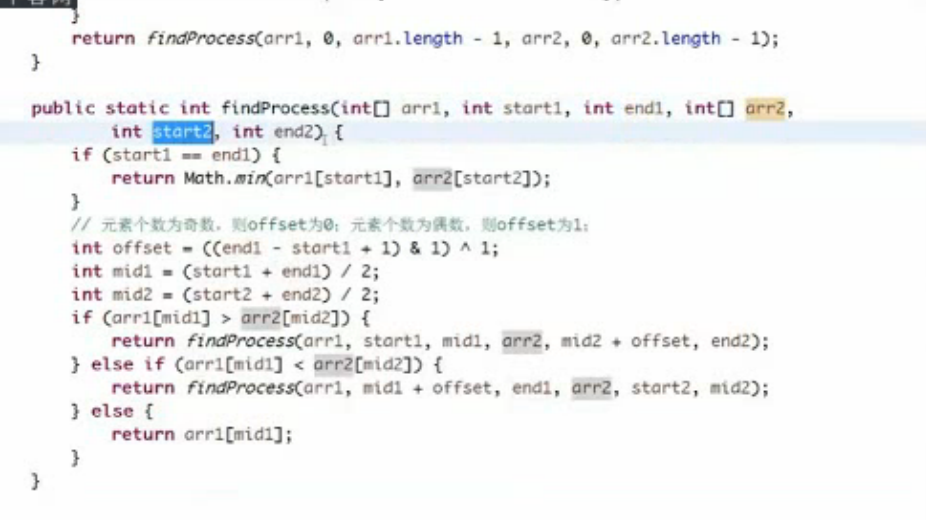 }
return findProcess(arr1, 0, arr1.length - 1, arr2, 0, arr2.length - 1);
}
public static int findProcess(int[] arr1, int start1, int end1, int[] arr2,
int start2, int end2) {
if (start1 == end1) {
return Math.min(arr1[start1], arr2[start2]);
}
// 元素个数为奇数，则offset为0；元素个数为偶数，则offset为1；
int offset = ((end1 - start1 + 1) & 1) ^ 1;
int mid1 = (start1 + end1) / 2;
int mid2 = (start2 + end2) / 2;
if (arr1[mid1] > arr2[mid2]) {
return findProcess(arr1, start1, mid1, arr2, mid2 + offset, end2);
} else if (arr1[mid1] < arr2[mid2]) {
return findProcess(arr1, mid1 + offset, end1, arr2, start2, mid2);
} else {
return arr1[mid1];
}
}